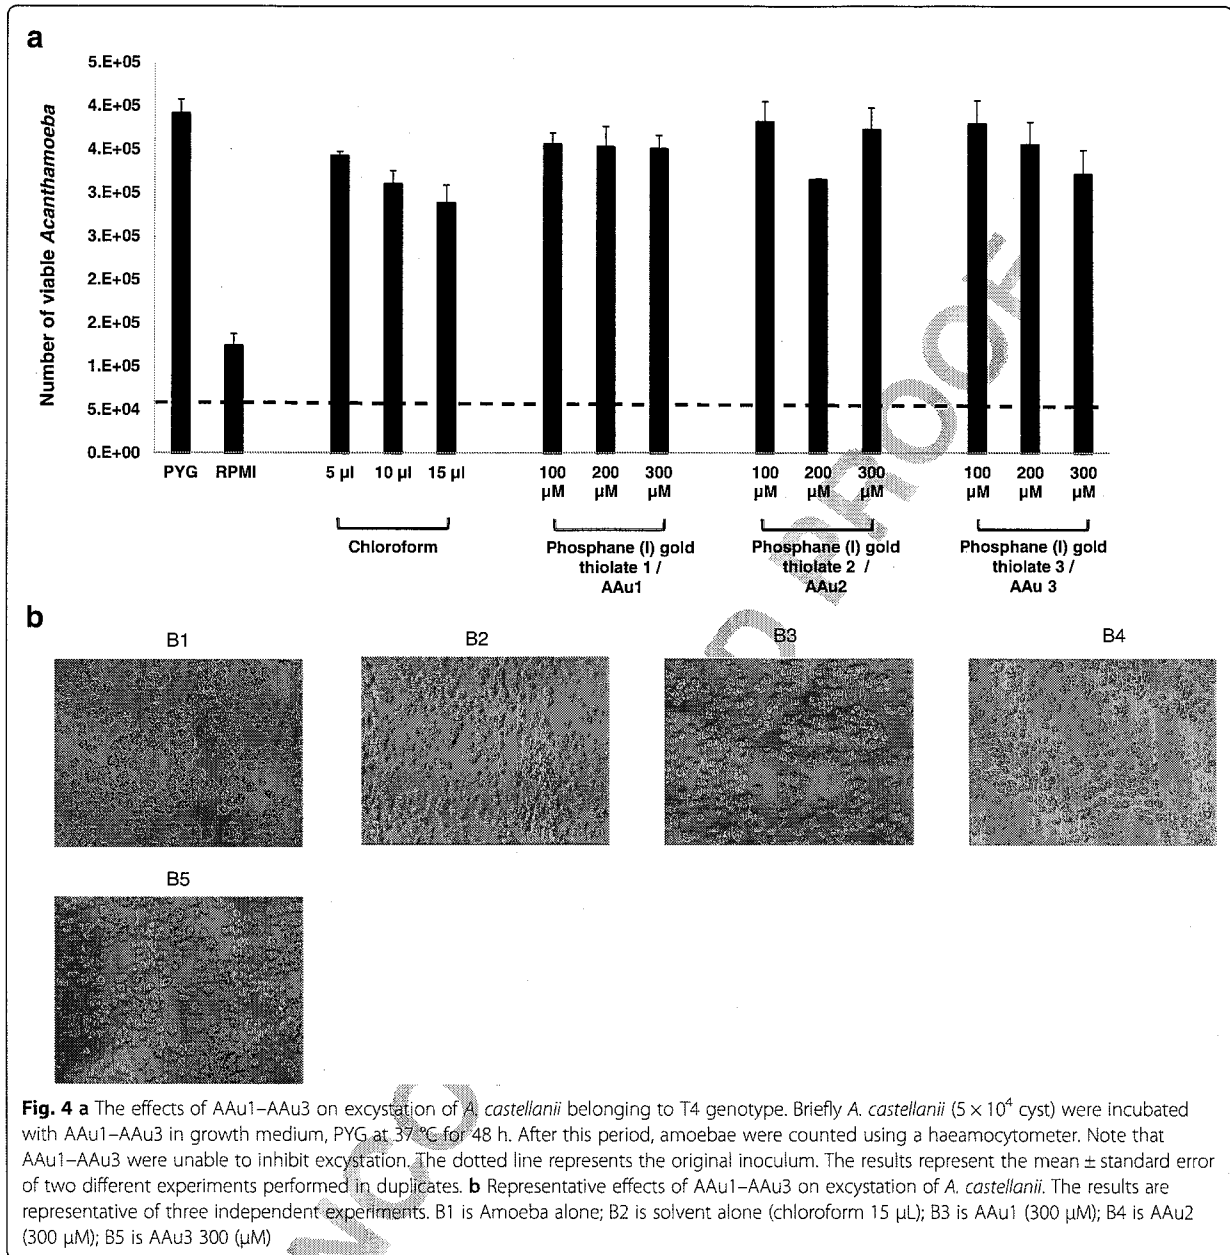 a
5.E+05
4.E+05
4.E+05
3.E+05
3.E+05
2.E+05
2.E+05
1.E+05
5.E+04
0.E+00
Number of viable Acanthamoeba
PYG RPMI 5 µl 10 µl 15 µl 100 µM 200 µM 300 µM 100 µM 200 µM 300 µM 100 µM 200 µM 300 µM
Chloroform
Phosphane (I) gold
thiolate 1 /
AAu1
Phosphane (I) gold
thiolate 2 /
AAu2
Phosphane (I) gold
thiolate 3 /
AAu 3
b
B1 B2 B3 B4
B5
Fig. 4 a The effects of AAu1–AAu3 on excystation of A. castellanii belonging to T4 genotype. Briefly A. castellanii (5 × 10⁴ cyst) were incubated
with AAu1–AAu3 in growth medium, PYG at 37 °C for 48 h. After this period, amoebae were counted using a haeamocytometer. Note that
AAu1–AAu3 were unable to inhibit excystation. The dotted line represents the original inoculum. The results represent the mean ± standard error
of two different experiments performed in duplicates. b Representative effects of AAu1–AAu3 on excystation of A. castellanii. The results are
representative of three independent experiments. B1 is Amoeba alone; B2 is solvent alone (chloroform 15 µL); B3 is AAu1 (300 µM); B4 is AAu2
(300 µM); B5 is AAu3 300 (µM)